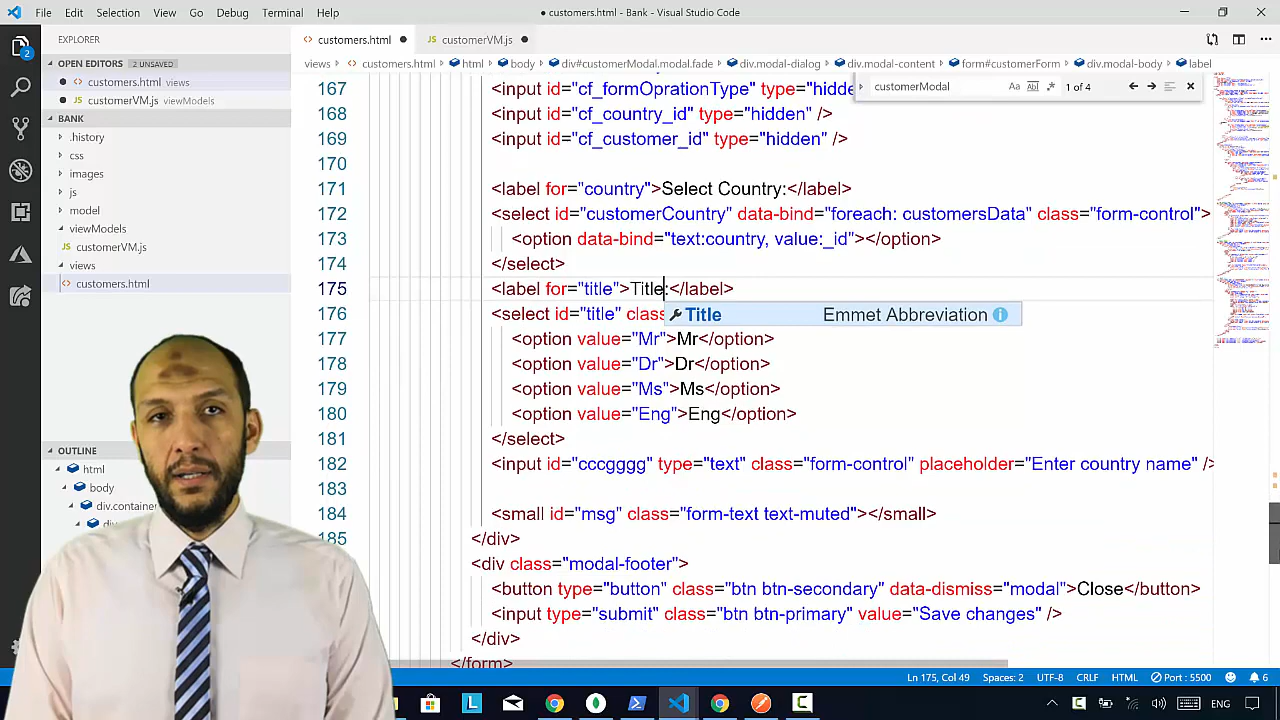 File Edit Selection View Go Debug Terminal Help
● customers.html - Bank - Visual Studio Code
EXPLORER
OPEN EDITORS 2 UNSAVED
customers.html views
customerVM.js viewModels
BANK
.history
css
images
js
model
viewModels
customerVM.js
views
customers.html
OUTLINE
html
body
div.container
div
2
customers.html ●
JS customerVM.js ●
views customers.html html body div#customerModal.modal.fade div.modal-dialog div.modal-content form#customerForm div.modal-body label
customerModal Aa Abl .* 1 of 4
167 <input id="cf_formOprationType" type="hidde
168 <input id="cf_country_id" type="hidden" />
169 <input id="cf_customer_id" type="hidden" />
170
171 <label for="country">Select Country:</label>
172 <select id="customerCountry" data-bind="foreach: customersData" class="form-control">
173 <option data-bind="text:country, value:_id"></option>
174 </select>
175 <label for="title">Title:</label>
176 <select id="title" clas
Title Emmet Abbreviation
177 <option value="Mr">Mr</option>
178 <option value="Dr">Dr</option>
179 <option value="Ms">Ms</option>
180 <option value="Eng">Eng</option>
181 </select>
182 <input id="cccgggg" type="text" class="form-control" placeholder="Enter country name" />
183
184 <small id="msg" class="form-text text-muted"></small>
185 </div>
<div class="modal-footer">
<button type="button" class="btn btn-secondary" data-dismiss="modal">Close</button>
<input type="submit" class="btn btn-primary" value="Save changes" />
</div>
</form>
Ln 175, Col 49 Spaces: 2 UTF-8 CRLF HTML Port : 5500 6
L C ENG